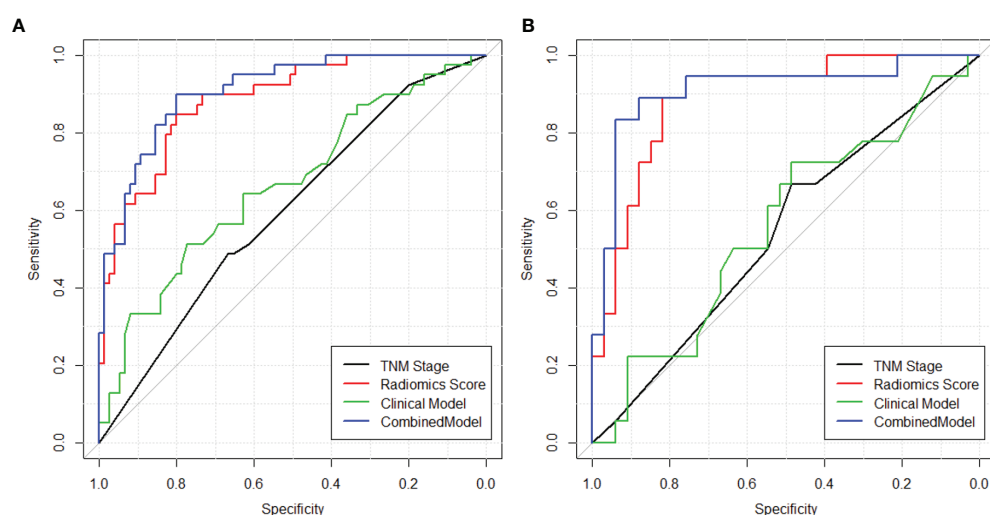 A
B
Sensitivity
0.0 0.2 0.4 0.6 0.8 1.0
TNM Stage
Radiomics Score
Clinical Model
CombinedModel
1.0 0.8 0.6 0.4 0.2 0.0
Specificity
Sensitivity
0.0 0.2 0.4 0.6 0.8 1.0
TNM Stage
Radiomics Score
Clinical Model
CombinedModel
1.0 0.8 0.6 0.4 0.2 0.0
Specificity